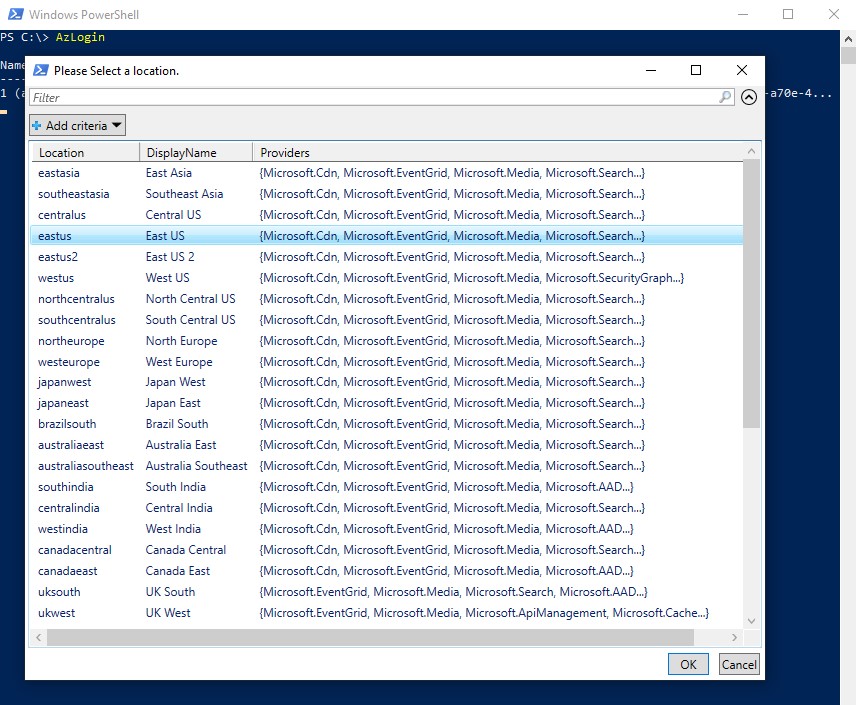 Windows PowerShell
PS C:\> AzLogin
Name
----
1 (a
-a70e-4...
Please Select a location.
Filter
Add criteria
Location DisplayName Providers
eastasia East Asia {Microsoft.Cdn, Microsoft.EventGrid, Microsoft.Media, Microsoft.Search...}
southeastasia Southeast Asia {Microsoft.Cdn, Microsoft.EventGrid, Microsoft.Media, Microsoft.Search...}
centralus Central US {Microsoft.Cdn, Microsoft.EventGrid, Microsoft.Media, Microsoft.Search...}
eastus East US {Microsoft.Cdn, Microsoft.EventGrid, Microsoft.Media, Microsoft.Search...}
eastus2 East US 2 {Microsoft.Cdn, Microsoft.EventGrid, Microsoft.Media, Microsoft.Search...}
westus West US {Microsoft.Cdn, Microsoft.EventGrid, Microsoft.Media, Microsoft.SecurityGraph...}
northcentralus North Central US {Microsoft.Cdn, Microsoft.EventGrid, Microsoft.Media, Microsoft.Search...}
southcentralus South Central US {Microsoft.Cdn, Microsoft.EventGrid, Microsoft.Media, Microsoft.Search...}
northeurope North Europe {Microsoft.Cdn, Microsoft.EventGrid, Microsoft.Media, Microsoft.Search...}
westeurope West Europe {Microsoft.Cdn, Microsoft.EventGrid, Microsoft.Media, Microsoft.Search...}
japanwest Japan West {Microsoft.Cdn, Microsoft.EventGrid, Microsoft.Media, Microsoft.Search...}
japaneast Japan East {Microsoft.Cdn, Microsoft.EventGrid, Microsoft.Media, Microsoft.Search...}
brazilsouth Brazil South {Microsoft.Cdn, Microsoft.EventGrid, Microsoft.Media, Microsoft.Search...}
australiaeast Australia East {Microsoft.Cdn, Microsoft.EventGrid, Microsoft.Media, Microsoft.Search...}
australiasoutheast Australia Southeast {Microsoft.Cdn, Microsoft.EventGrid, Microsoft.Media, Microsoft.Search...}
southindia South India {Microsoft.Cdn, Microsoft.EventGrid, Microsoft.Media, Microsoft.AAD...}
centralindia Central India {Microsoft.Cdn, Microsoft.EventGrid, Microsoft.Media, Microsoft.Search...}
westindia West India {Microsoft.Cdn, Microsoft.EventGrid, Microsoft.Media, Microsoft.AAD...}
canadacentral Canada Central {Microsoft.Cdn, Microsoft.EventGrid, Microsoft.Media, Microsoft.Search...}
canadaeast Canada East {Microsoft.Cdn, Microsoft.EventGrid, Microsoft.Media, Microsoft.AAD...}
uksouth UK South {Microsoft.EventGrid, Microsoft.Media, Microsoft.Search, Microsoft.AAD...}
ukwest UK West {Microsoft.EventGrid, Microsoft.Media, Microsoft.ApiManagement, Microsoft.Cache...}
OK Cancel